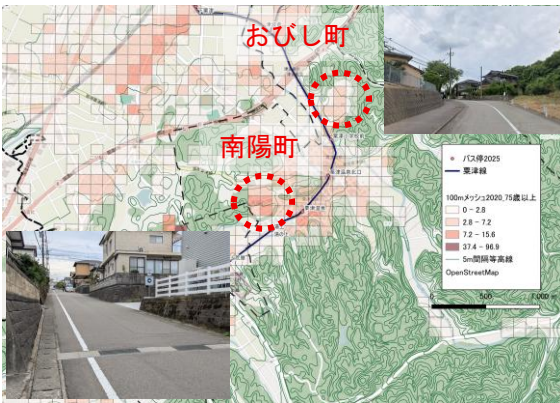 おびし町
南陽町
バス停2025
粟津線
100mメッシュ2020_75歳以上
0 - 2.8
2.8 - 7.2
7.2 - 15.6
37.4 - 96.9
5m間隔等高線
OpenStreetMap
0 500 1,000 m